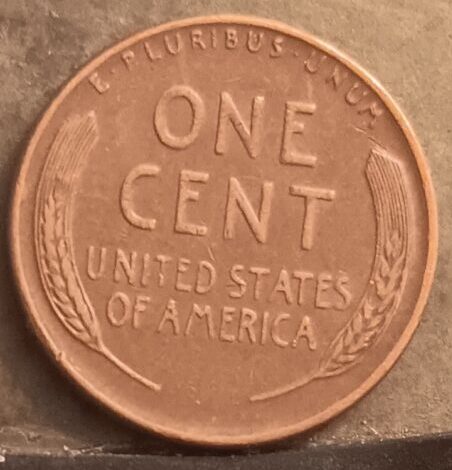 E·PLURIBUS·UNUM
ONE
CENT
UNITED STATES
OF AMERICA